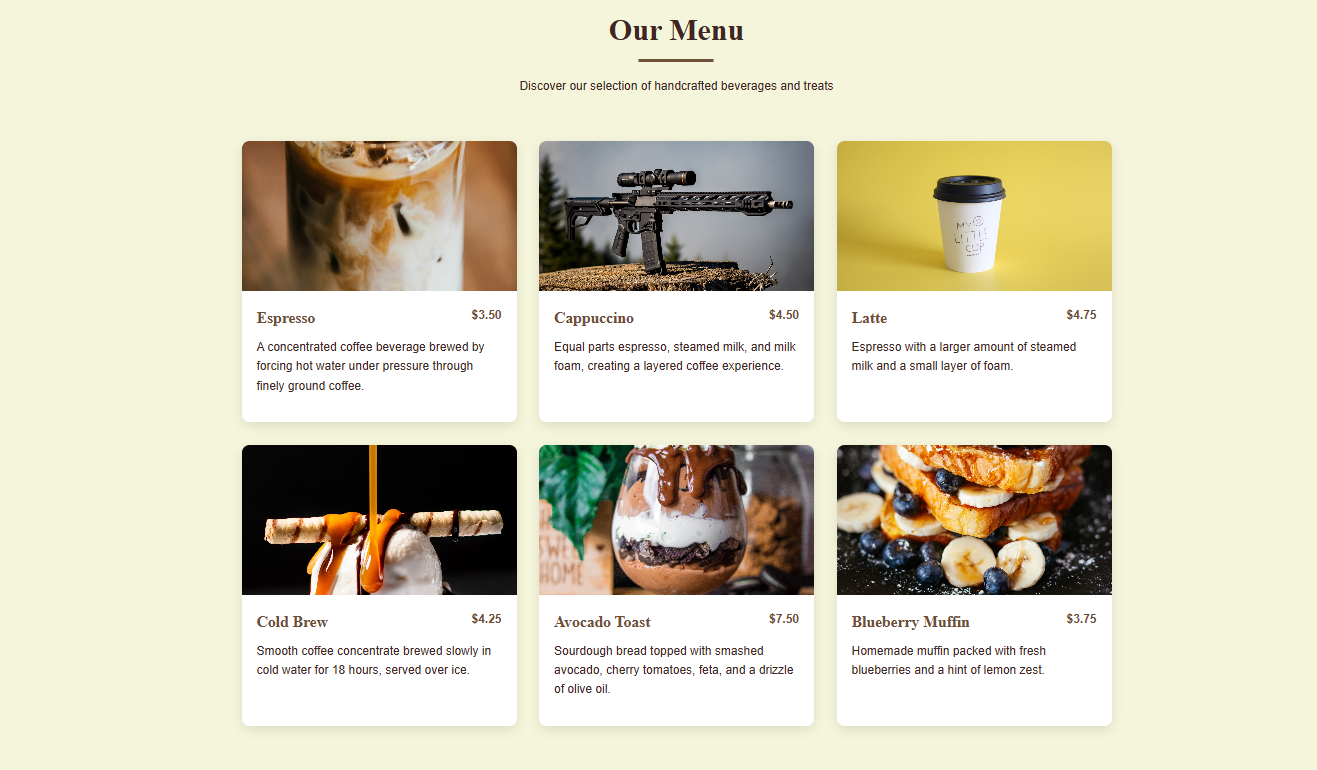 Our Menu
Discover our selection of handcrafted beverages and treats
MY
CUP
Espresso
$3.50
A concentrated coffee beverage brewed by
forcing hot water under pressure through
finely ground coffee.
Cappuccino
$4.50
Equal parts espresso, steamed milk, and milk
foam, creating a layered coffee experience.
Latte
$4.75
Espresso with a larger amount of steamed
milk and a small layer of foam.
SWEET
HOME
Cold Brew
$4.25
Smooth coffee concentrate brewed slowly in
cold water for 18 hours, served over ice.
Avocado Toast
$7.50
Sourdough bread topped with smashed
avocado, cherry tomatoes, feta, and a drizzle
of olive oil.
Blueberry Muffin
$3.75
Homemade muffin packed with fresh
blueberries and a hint of lemon zest.